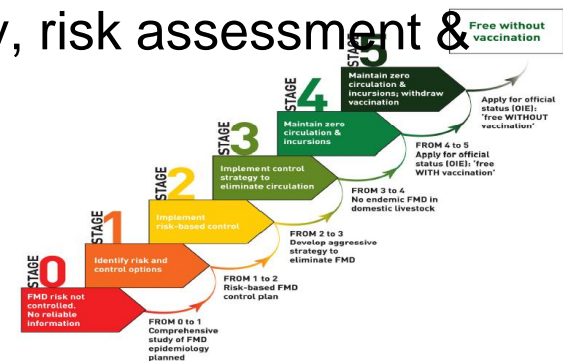 y, risk assessment &
Free without
vaccination
STAGE
5
Maintain zero
circulation &
incursions; withdraw
vaccination
Apply for official
status (OIE):
‘free WITHOUT
vaccination’
STAGE
4
Maintain zero
circulation &
incursions
FROM 4 to 5
Apply for official
status (OIE): ‘free
WITH vaccination’
STAGE
3
Implement control
strategy to
eliminate circulation
FROM 3 to 4
No endemic FMD in
domestic livestock
STAGE
2
Implement
risk-based control
FROM 2 to 3
Develop aggressive
strategy to
eliminate FMD
STAGE
1
Identify risk and
control options
FROM 1 to 2
Risk-based FMD
control plan
STAGE
0
FMD risk not
controlled.
No reliable
information
FROM 0 to 1
Comprehensive
study of FMD
epidemiology
planned